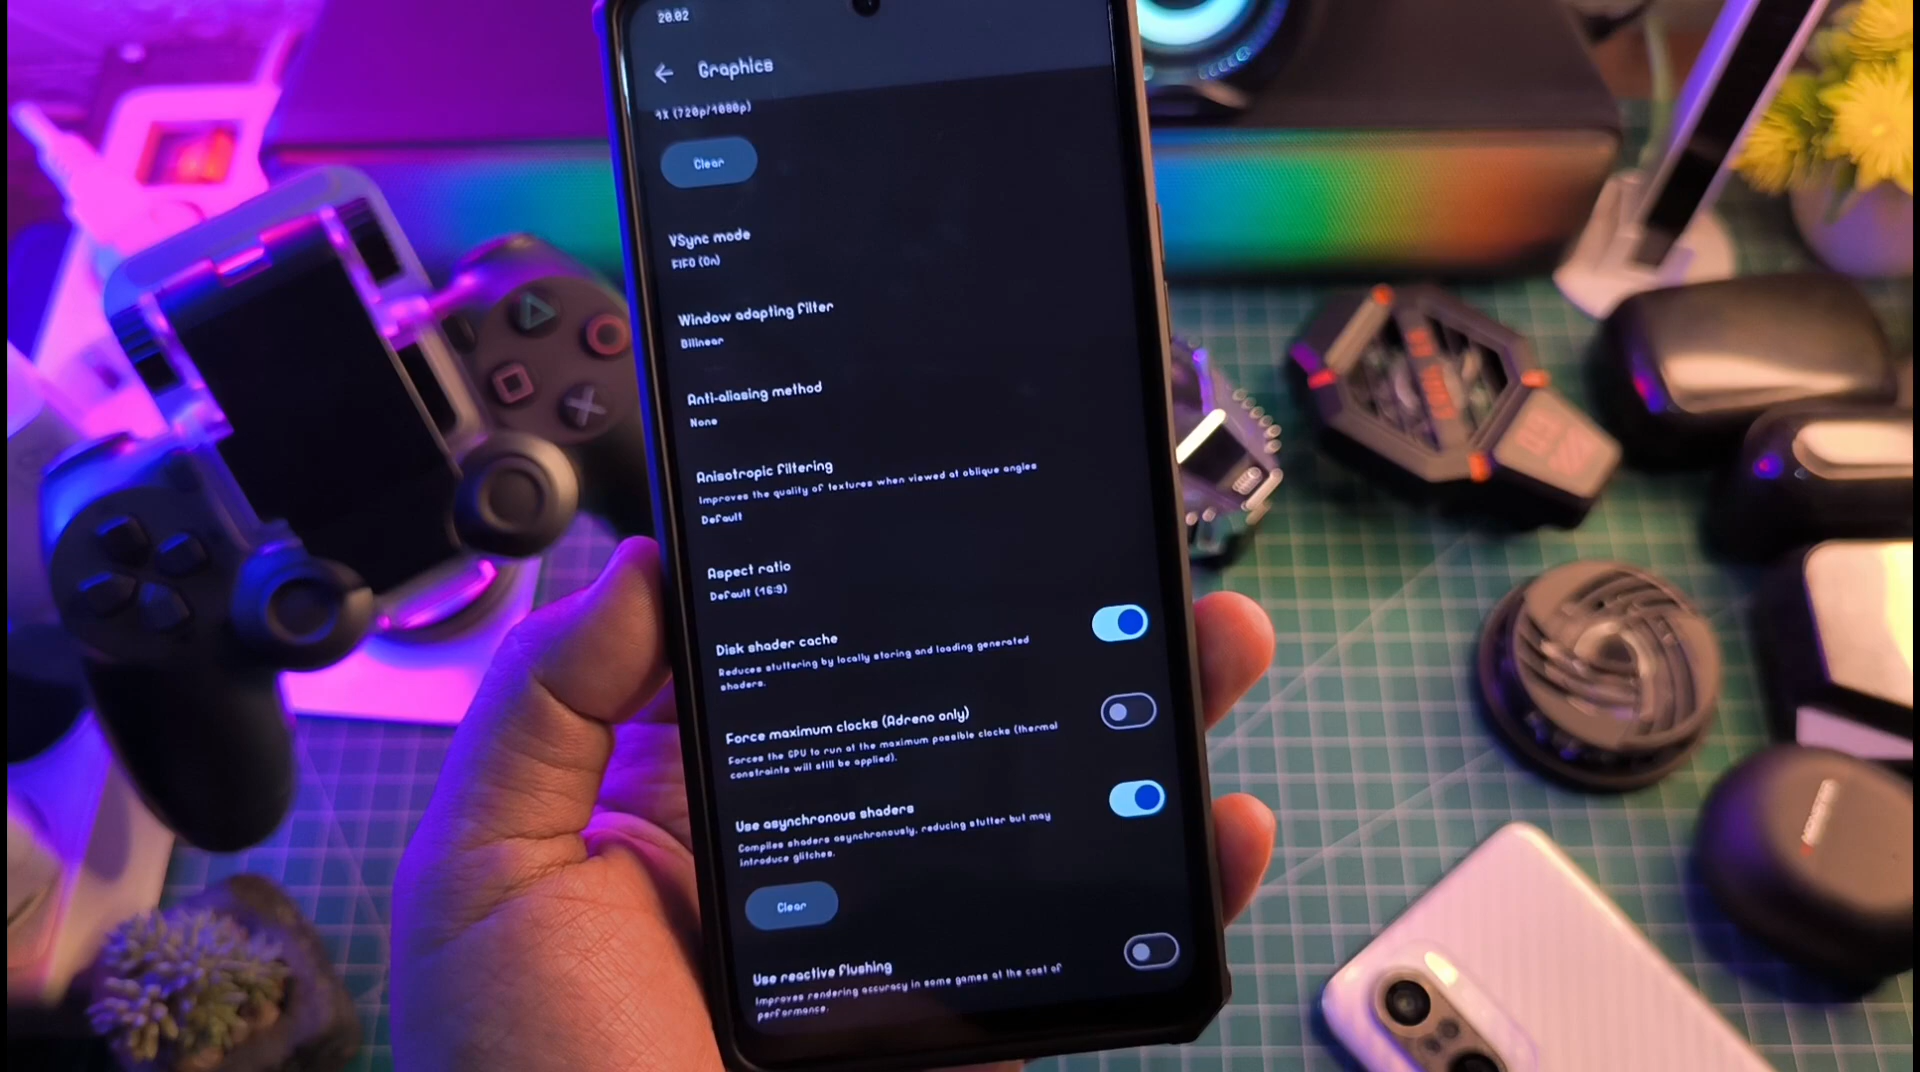 20.02
Graphics
1X (720p/1080p)
Clear
VSync mode
FIFO (On)
Window adapting filter
Bilinear
Anti-aliasing method
None
Anisotropic filtering
Improves the quality of textures when viewed at oblique angles
Default
Aspect ratio
Default (16:9)
Disk shader cache
Reduces stuttering by locally storing and loading generated
shaders.
Force maximum clocks (Adreno only)
Forces the GPU to run at the maximum possible clocks (thermal
constraints will still be applied).
Use asynchronous shaders
Compiles shaders asynchronously, reducing stutter but may
introduce glitches.
Clear
Use reactive flushing
Improves rendering accuracy in some games at the cost of
performance.